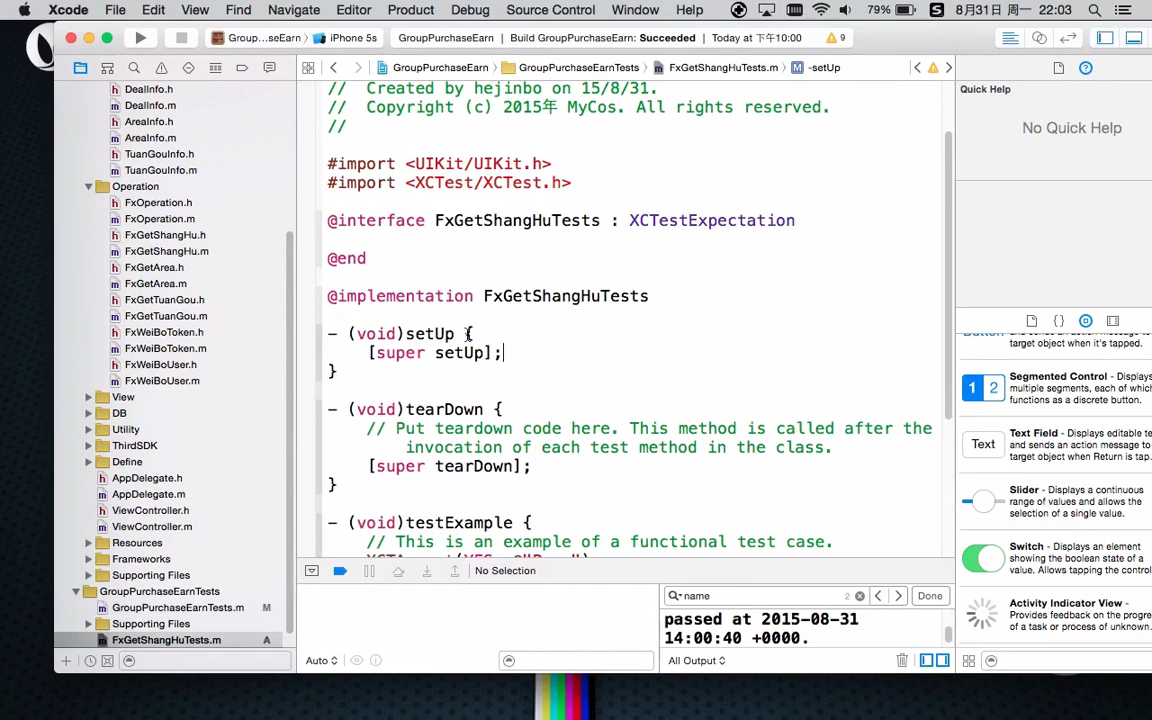 Xcode File Edit View Find Navigate Editor Product Debug Source Control Window Help 79% S 8月31日 周一 22:03
Group...seEarn iPhone 5s GroupPurchaseEarn Build GroupPurchaseEarn: Succeeded Today at 下午10:00 9
GroupPurchaseEarn GroupPurchaseEarnTests FxGetShangHuTests.m M -setUp
DealInfo.h
DealInfo.m
AreaInfo.h
AreaInfo.m
TuanGouInfo.h
TuanGouInfo.m
Operation
FxOperation.h
FxOperation.m
FxGetShangHu.h
FxGetShangHu.m
FxGetArea.h
FxGetArea.m
FxGetTuanGou.h
FxGetTuanGou.m
FxWeiBoToken.h
FxWeiBoToken.m
FxWeiBoUser.h
FxWeiBoUser.m
View
DB
Utility
ThirdSDK
Define
AppDelegate.h
AppDelegate.m
ViewController.h
ViewController.m
Resources
Frameworks
Supporting Files
GroupPurchaseEarnTests
GroupPurchaseEarnTests.m M
Supporting Files
FxGetShangHuTests.m A
// Created by hejinbo on 15/8/31.
// Copyright (c) 2015年 MyCos. All rights reserved.
//
#import <UIKit/UIKit.h>
#import <XCTest/XCTest.h>
@interface FxGetShangHuTests : XCTestExpectation
@end
@implementation FxGetShangHuTests
- (void)setUp {
[super setUp];
}
- (void)tearDown {
// Put teardown code here. This method is called after the
invocation of each test method in the class.
[super tearDown];
}
- (void)testExample {
// This is an example of a functional test case.
No Selection
name 2 Done
passed at 2015-08-31
14:00:40 +0000.
Auto
All Output
Quick Help
No Quick Help
target object when it's tapped.
1 2 Segmented Control - Displays
multiple segments, each of which
functions as a discrete button.
Text Text Field - Displays editable te
and sends an action message to
target object when Return is tap
Slider - Displays a continuous
range of values and allows the
selection of a single value.
Switch - Displays an element
showing the boolean state of a
value. Allows tapping the contro
Activity Indicator View -
Provides feedback on the progres
of a task or process of unknown